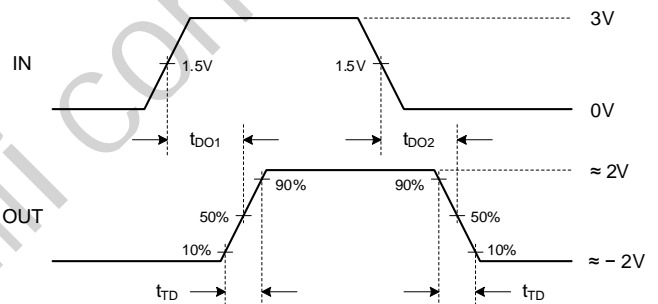 3V
IN
1.5V
1.5V
0V
tDO1
tDO2
≈ 2V
90%
90%
OUT
50%
50%
10%
10%
≈ − 2V
tTD
tTD